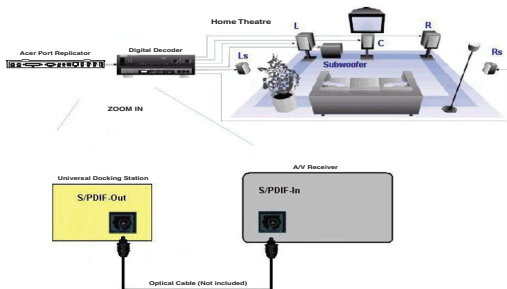 Home Theatre
L
R
C
Acer Port Replicator
Digital Decoder
Ls
Subwoofer
Rs
ZOOM IN
Universal Docking Station
A/V Receiver
S/PDIF-Out
S/PDIF-In
Optical Cable (Not included)